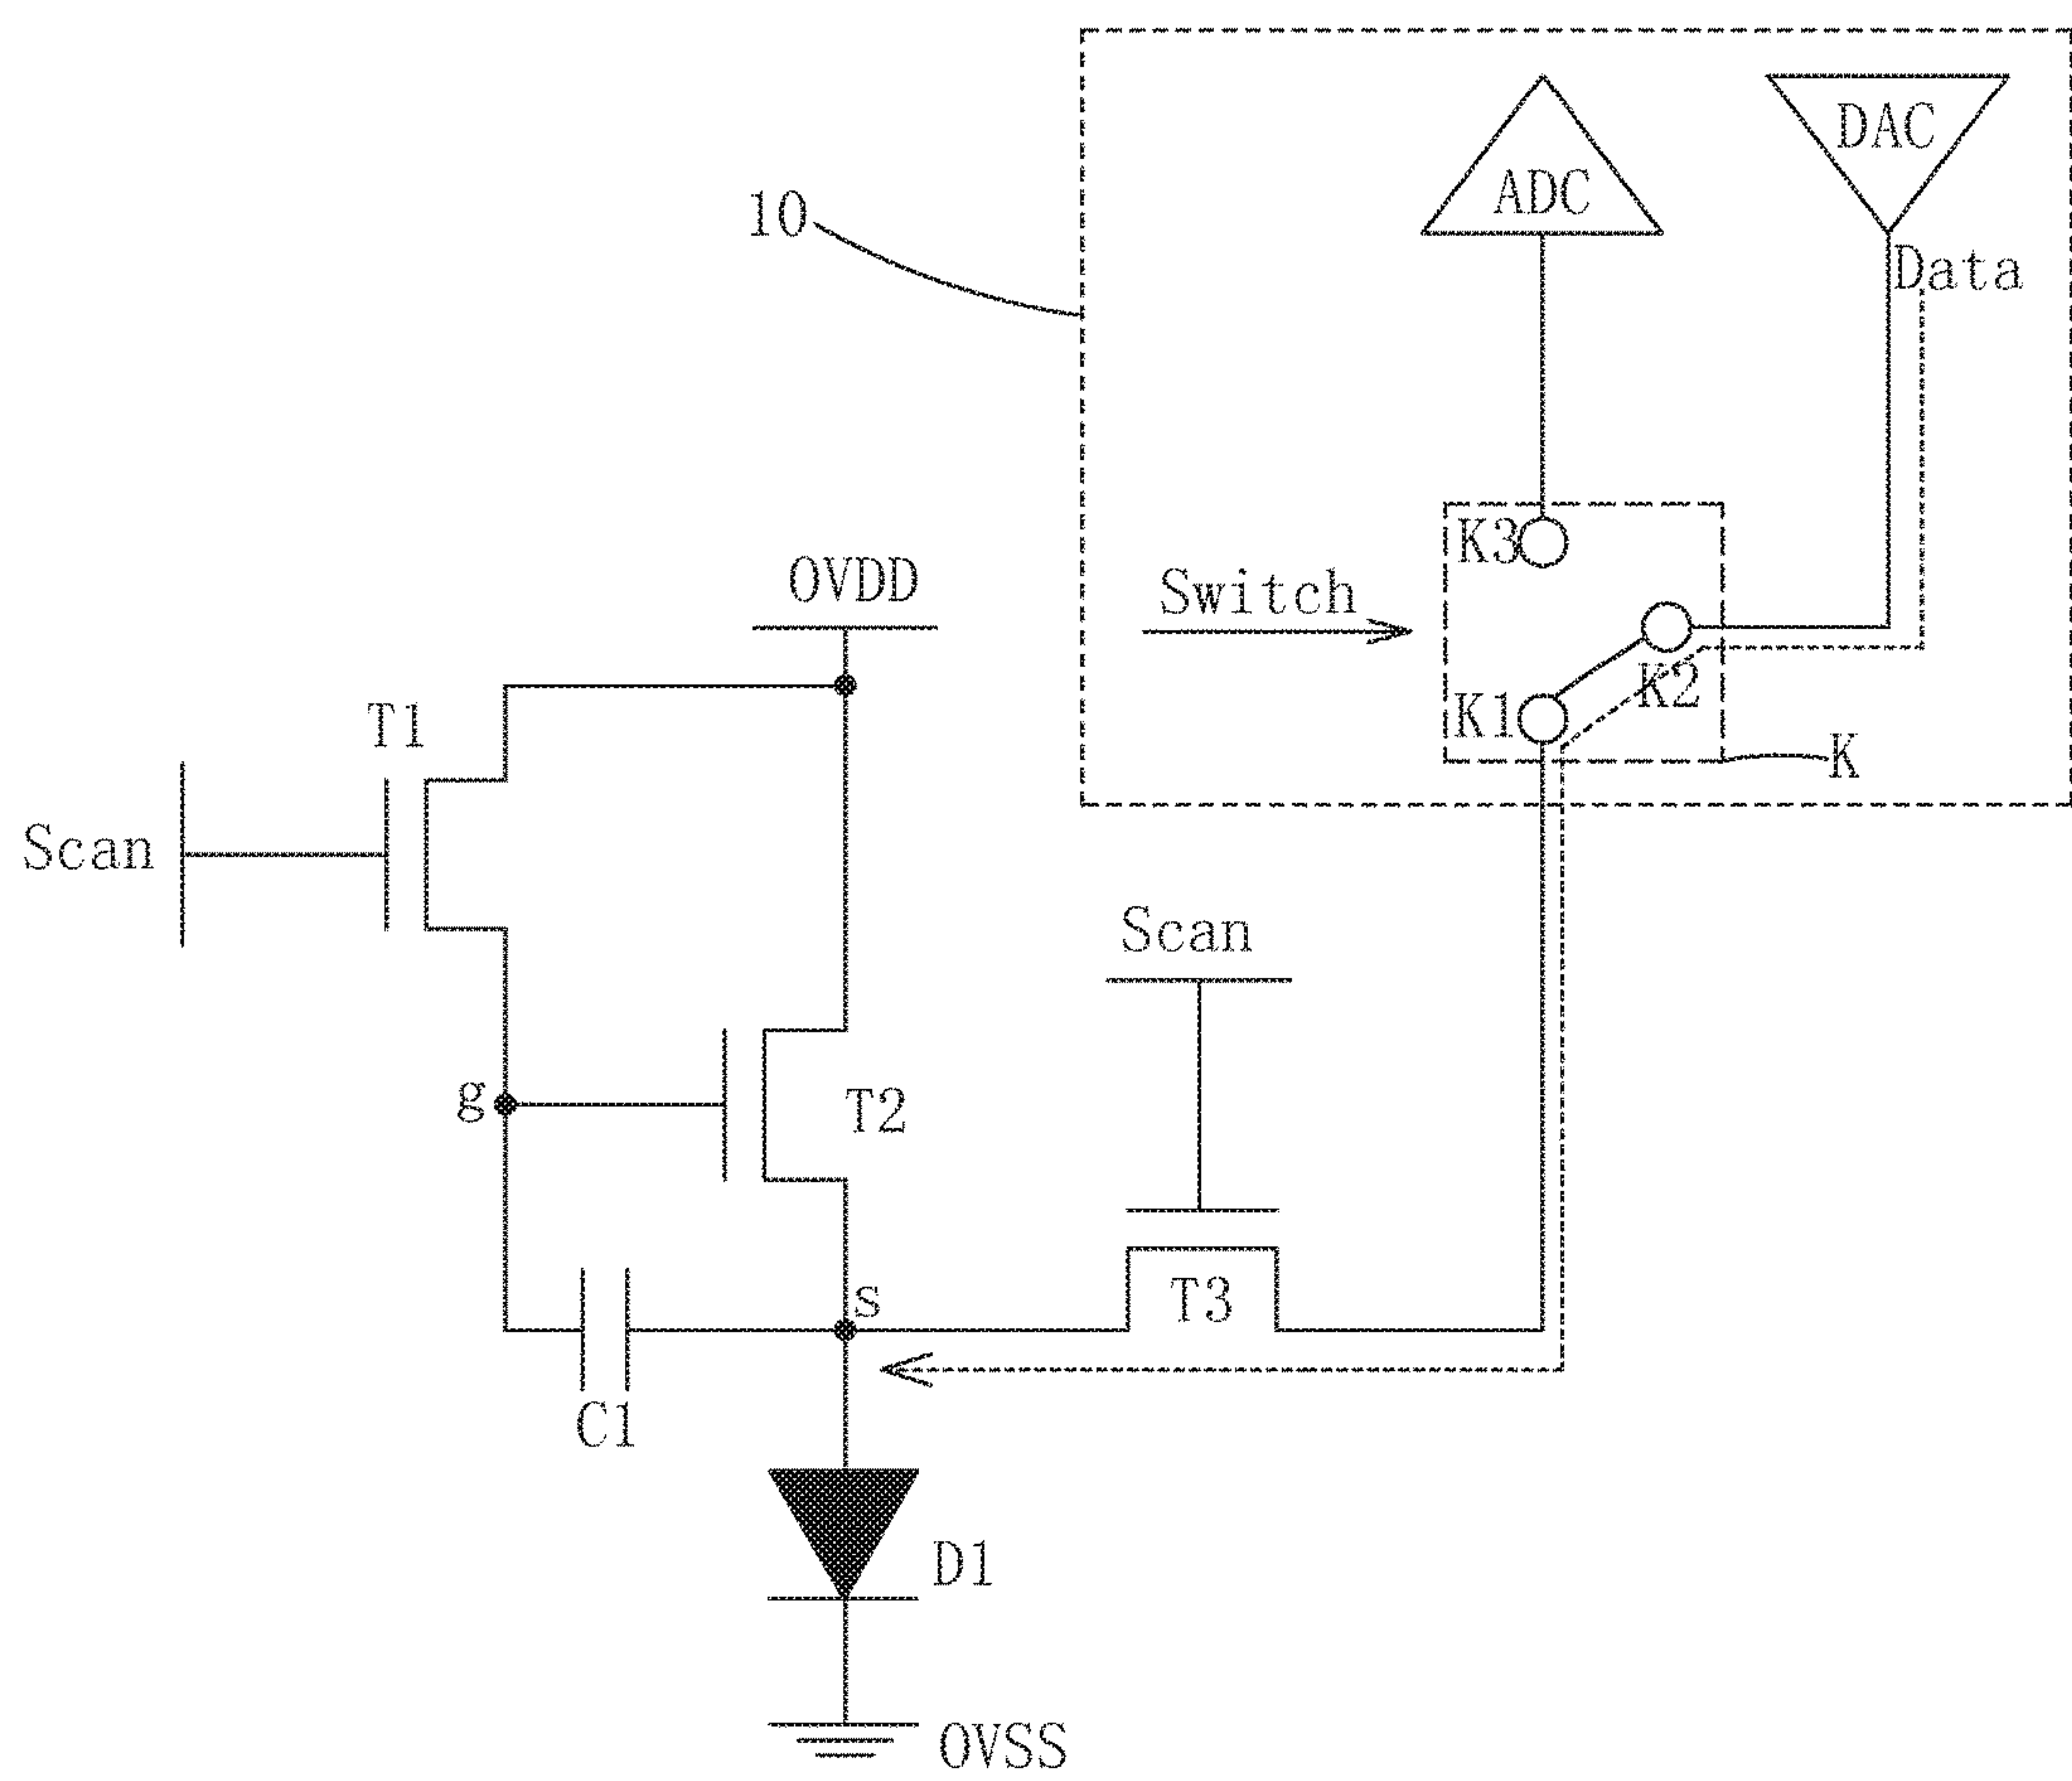 DAC
ADC
10
Data
K3
OVDD
Switch
K2
K1
T1
K
Scan
Scan
g
T2
s
T3
C1
D1
OVSS